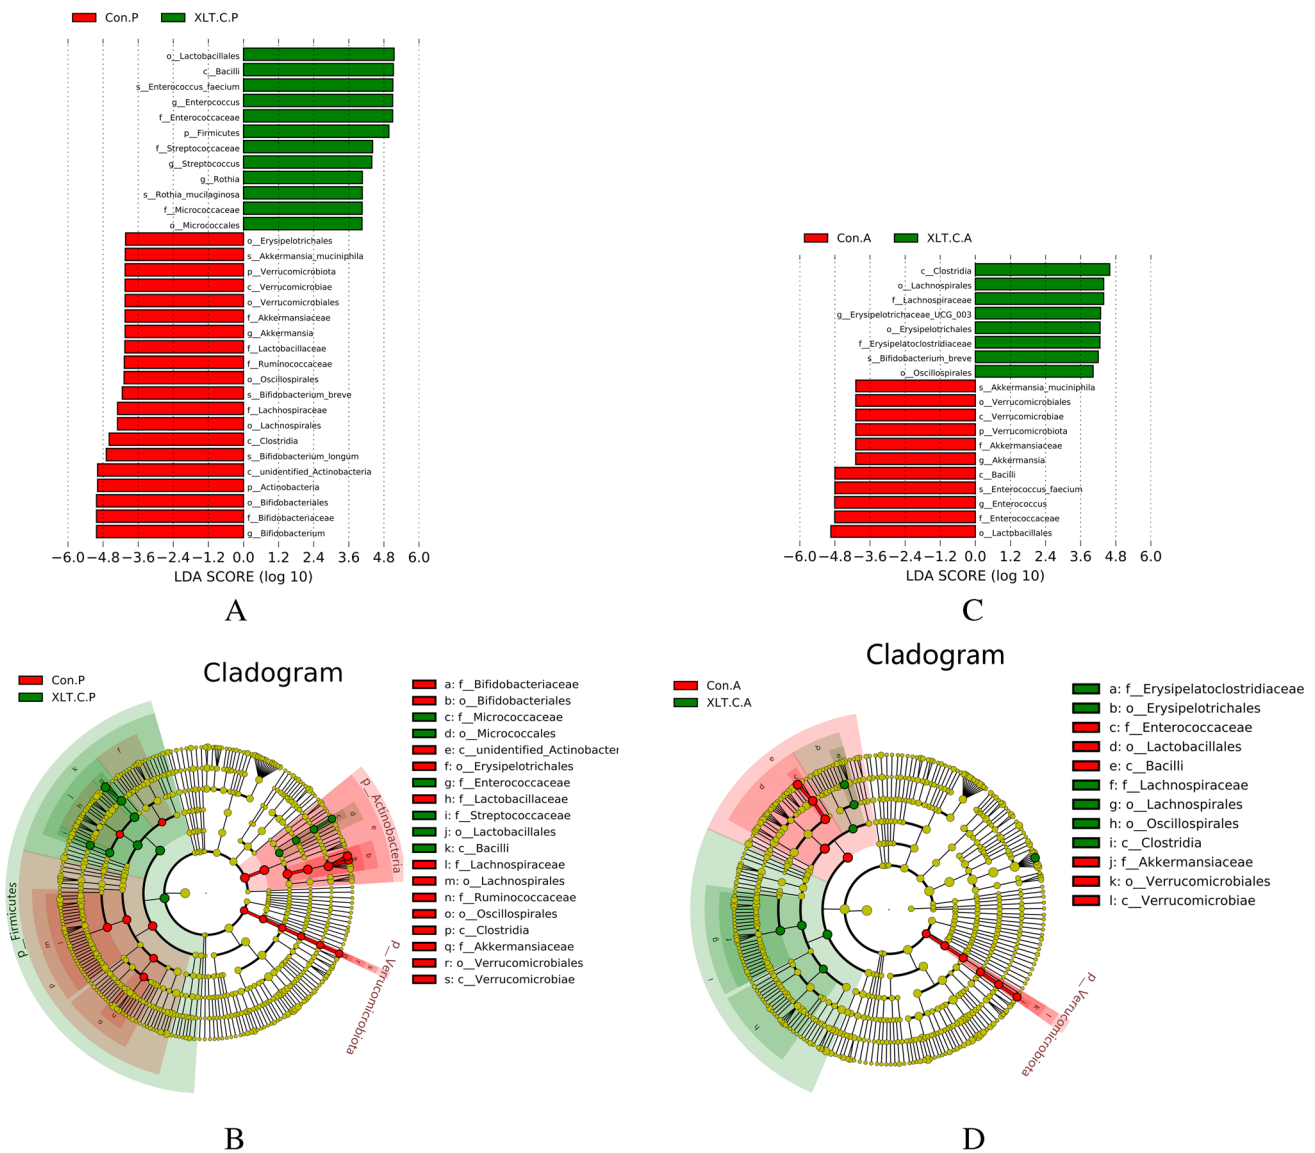 Con.P
XLT.C.P
o__Lactobacillales
c__Bacilli
s__Enterococcus_faecium
g__Enterococcus
f__Enterococcaceae
p__Firmicutes
f__Streptococcaceae
g__Streptococcus
g__Rothia
s__Rothia_mucilaginosa
f__Micrococcaceae
o__Micrococcales
o__Erysipelotrichales
s__Akkermansia_muciniphila
p__Verrucomicrobiota
c__Verrucomicrobiae
o__Verrucomicrobiales
f__Akkermansiaceae
g__Akkermansia
f__Lactobacillaceae
f__Ruminococcaceae
o__Oscillospirales
s__Bifidobacterium_breve
f__Lachnospiraceae
o__Lachnospirales
c__Clostridia
s__Bifidobacterium_longum
c__unidentified_Actinobacteria
p__Actinobacteria
o__Bifidobacteriales
f__Bifidobacteriaceae
g__Bifidobacterium
−6.0 −4.8 −3.6 −2.4 −1.2 0.0 1.2 2.4 3.6 4.8 6.0
LDA SCORE (log 10)
A
Con.A
XLT.C.A
c__Clostridia
o__Lachnospirales
f__Lachnospiraceae
g__Erysipelotrichaceae_UCG_003
o__Erysipelotrichales
f__Erysipelatoclostridiaceae
s__Bifidobacterium_breve
o__Oscillospirales
s__Akkermansia_muciniphila
o__Verrucomicrobiales
c__Verrucomicrobiae
p__Verrucomicrobiota
f__Akkermansiaceae
g__Akkermansia
c__Bacilli
s__Enterococcus_faecium
g__Enterococcus
f__Enterococcaceae
o__Lactobacillales
−6.0 −4.8 −3.6 −2.4 −1.2 0.0 1.2 2.4 3.6 4.8 6.0
LDA SCORE (log 10)
C
Cladogram
Con.P
XLT.C.P
p__Firmicutes
p__Actinobacteria
p__Verrucomicrobiota
a: f__Bifidobacteriaceae
b: o__Bifidobacteriales
c: f__Micrococcaceae
d: o__Micrococcales
e: c__unidentified_Actinobacter
f: o__Erysipelotrichales
g: f__Enterococcaceae
h: f__Lactobacillaceae
i: f__Streptococcaceae
j: o__Lactobacillales
k: c__Bacilli
l: f__Lachnospiraceae
m: o__Lachnospirales
n: f__Ruminococcaceae
o: o__Oscillospirales
p: c__Clostridia
q: f__Akkermansiaceae
r: o__Verrucomicrobiales
s: c__Verrucomicrobiae
B
Cladogram
Con.A
XLT.C.A
p__Verrucomicrobiota
a: f__Erysipelatoclostridiaceae
b: o__Erysipelotrichales
c: f__Enterococcaceae
d: o__Lactobacillales
e: c__Bacilli
f: f__Lachnospiraceae
g: o__Lachnospirales
h: o__Oscillospirales
i: c__Clostridia
j: f__Akkermansiaceae
k: o__Verrucomicrobiales
l: c__Verrucomicrobiae
D